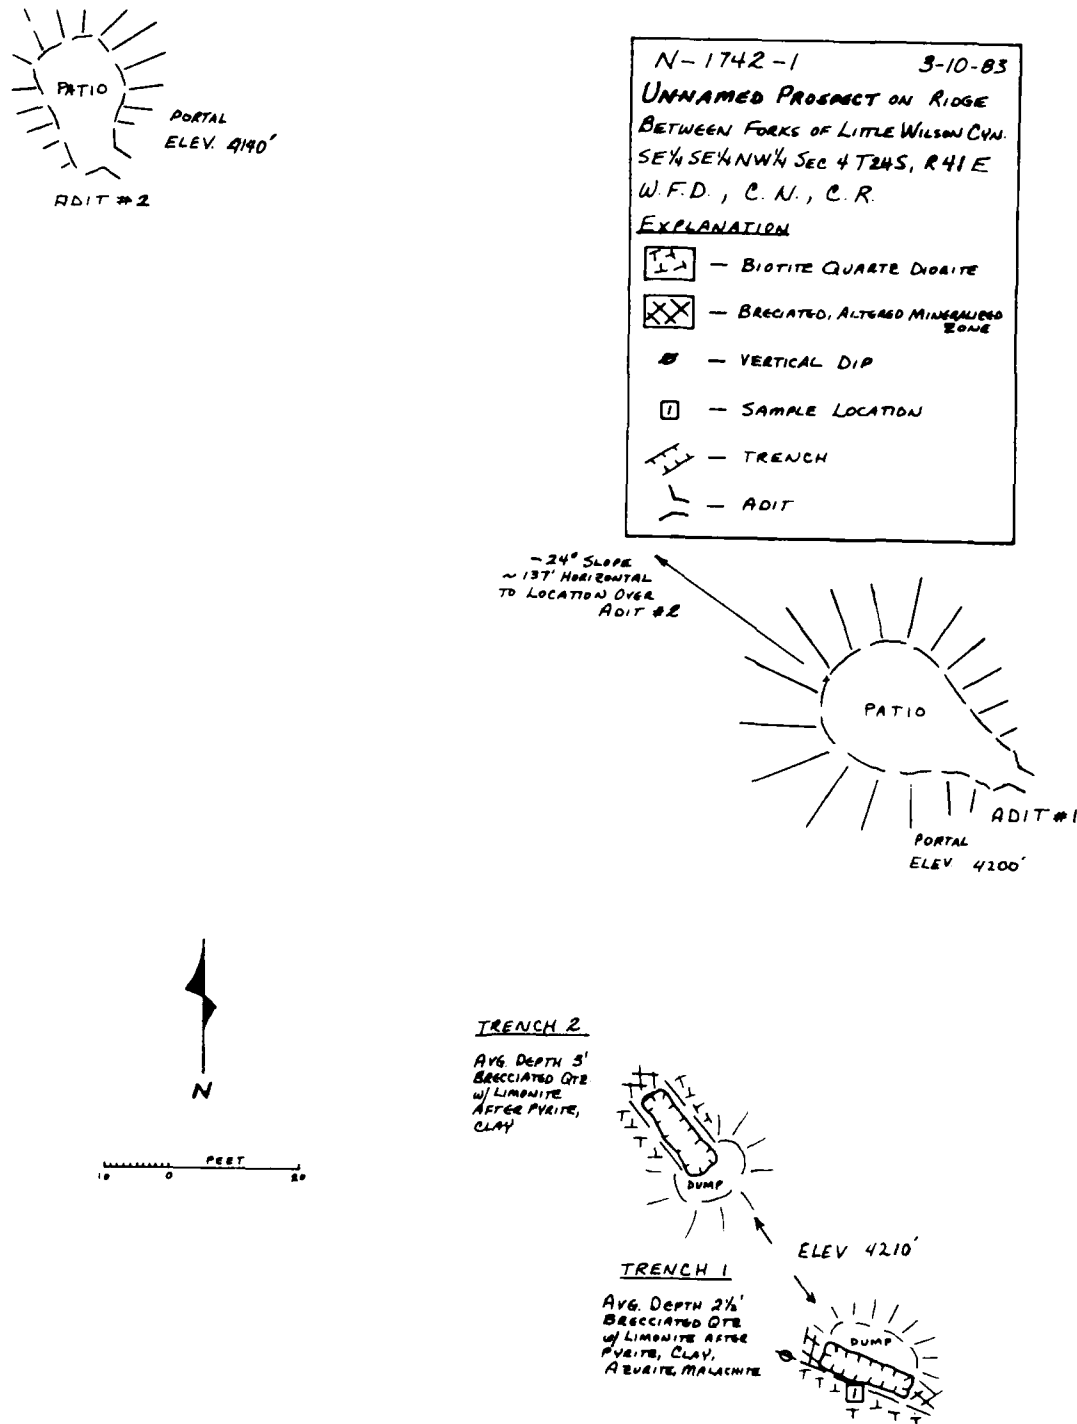 PATIO
PORTAL
ELEV. 4140'
ADIT #2
N-1742-1 3-10-83
UNNAMED PROSPECT ON RIDGE
BETWEEN FORKS OF LITTLE WILSON CYN.
SE¼ SE¼ NW¼ SEC 4 T24S, R41E
W.F.D., C.N., C.R.
EXPLANATION
- BIOTITE QUARTZ DIORITE
- BRECIATED, ALTERED MINERALIZED
ZONE
- VERTICAL DIP
1 - SAMPLE LOCATION
- TRENCH
- ADIT
-24° SLOPE
~137' HORIZONTAL
TO LOCATION OVER
ADIT #2
PATIO
ADIT #1
PORTAL
ELEV 4200'
N
PEET
10 0 20
TRENCH 2
AVG. DEPTH 3'
BRECCIATED QTZ
W/ LIMONITE
AFTER PYRITE,
CLAY
DUMP
ELEV 4210'
TRENCH 1
AVG. DEPTH 2½'
BRECCIATED QTZ
W/ LIMONITE AFTER
PYRITE, CLAY,
AZURITE, MALACHITE
DUMP
1